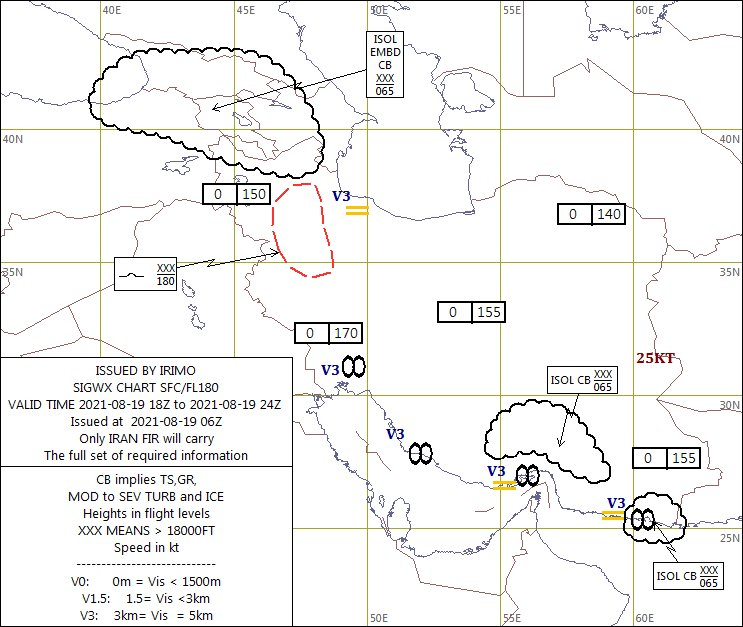 40E 45E 50E 55E 60E
ISOL
EMBD
CB
XXX
065
40N 40N
0 150
V3
0 140
XXX
180
35N 35N
0 155
0 170
25KT
V3
ISOL CB XXX
065
30N
V3
V3
0 155
V3
25N
ISOL CB XXX
065
50E 55E 60E
ISSUED BY IRIMO
SIGWX CHART SFC/FL180
VALID TIME 2021-08-19 18Z to 2021-08-19 24Z
Issued at 2021-08-19 06Z
Only IRAN FIR will carry
The full set of required information
CB implies TS,GR,
MOD to SEV TURB and ICE
Heights in flight levels
XXX MEANS > 18000FT
Speed in kt
----------------------------
V0: 0m = Vis < 1500m
V1.5: 1.5= Vis <3km
V3: 3km= Vis = 5km